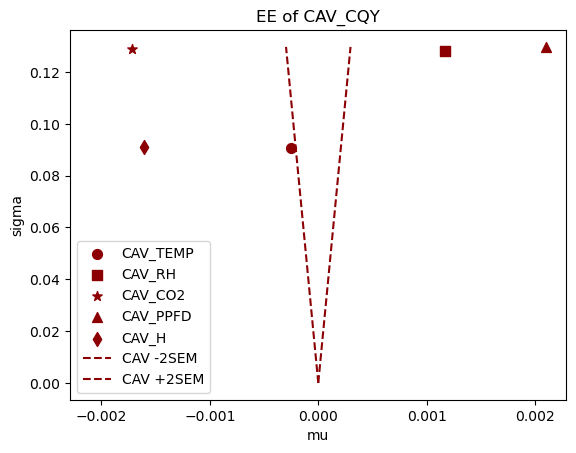 EE of CAV_CQY
sigma
0.12
0.10
0.08
0.06
0.04
0.02
0.00
CAV_TEMP
CAV_RH
CAV_CO2
CAV_PPFD
CAV_H
CAV -2SEM
CAV +2SEM
−0.002
−0.001
0.000
0.001
0.002
mu